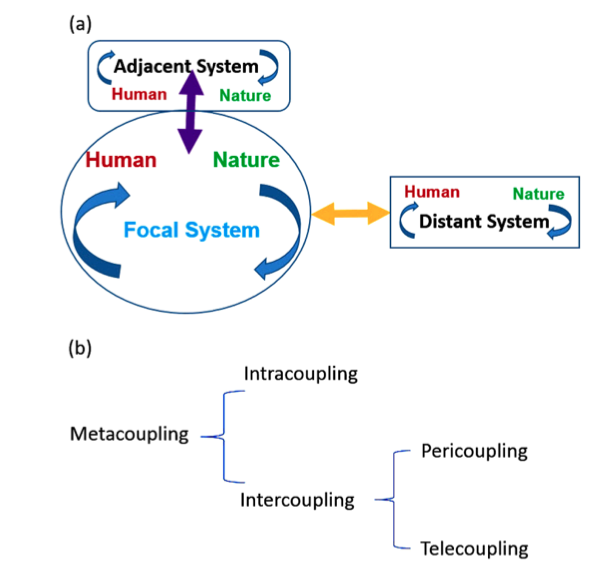 (a)
Adjacent System
Human Nature
Human Nature
Focal System
Human Nature
Distant System
(b)
Intracoupling
Metacoupling
Pericoupling
Intercoupling
Telecoupling